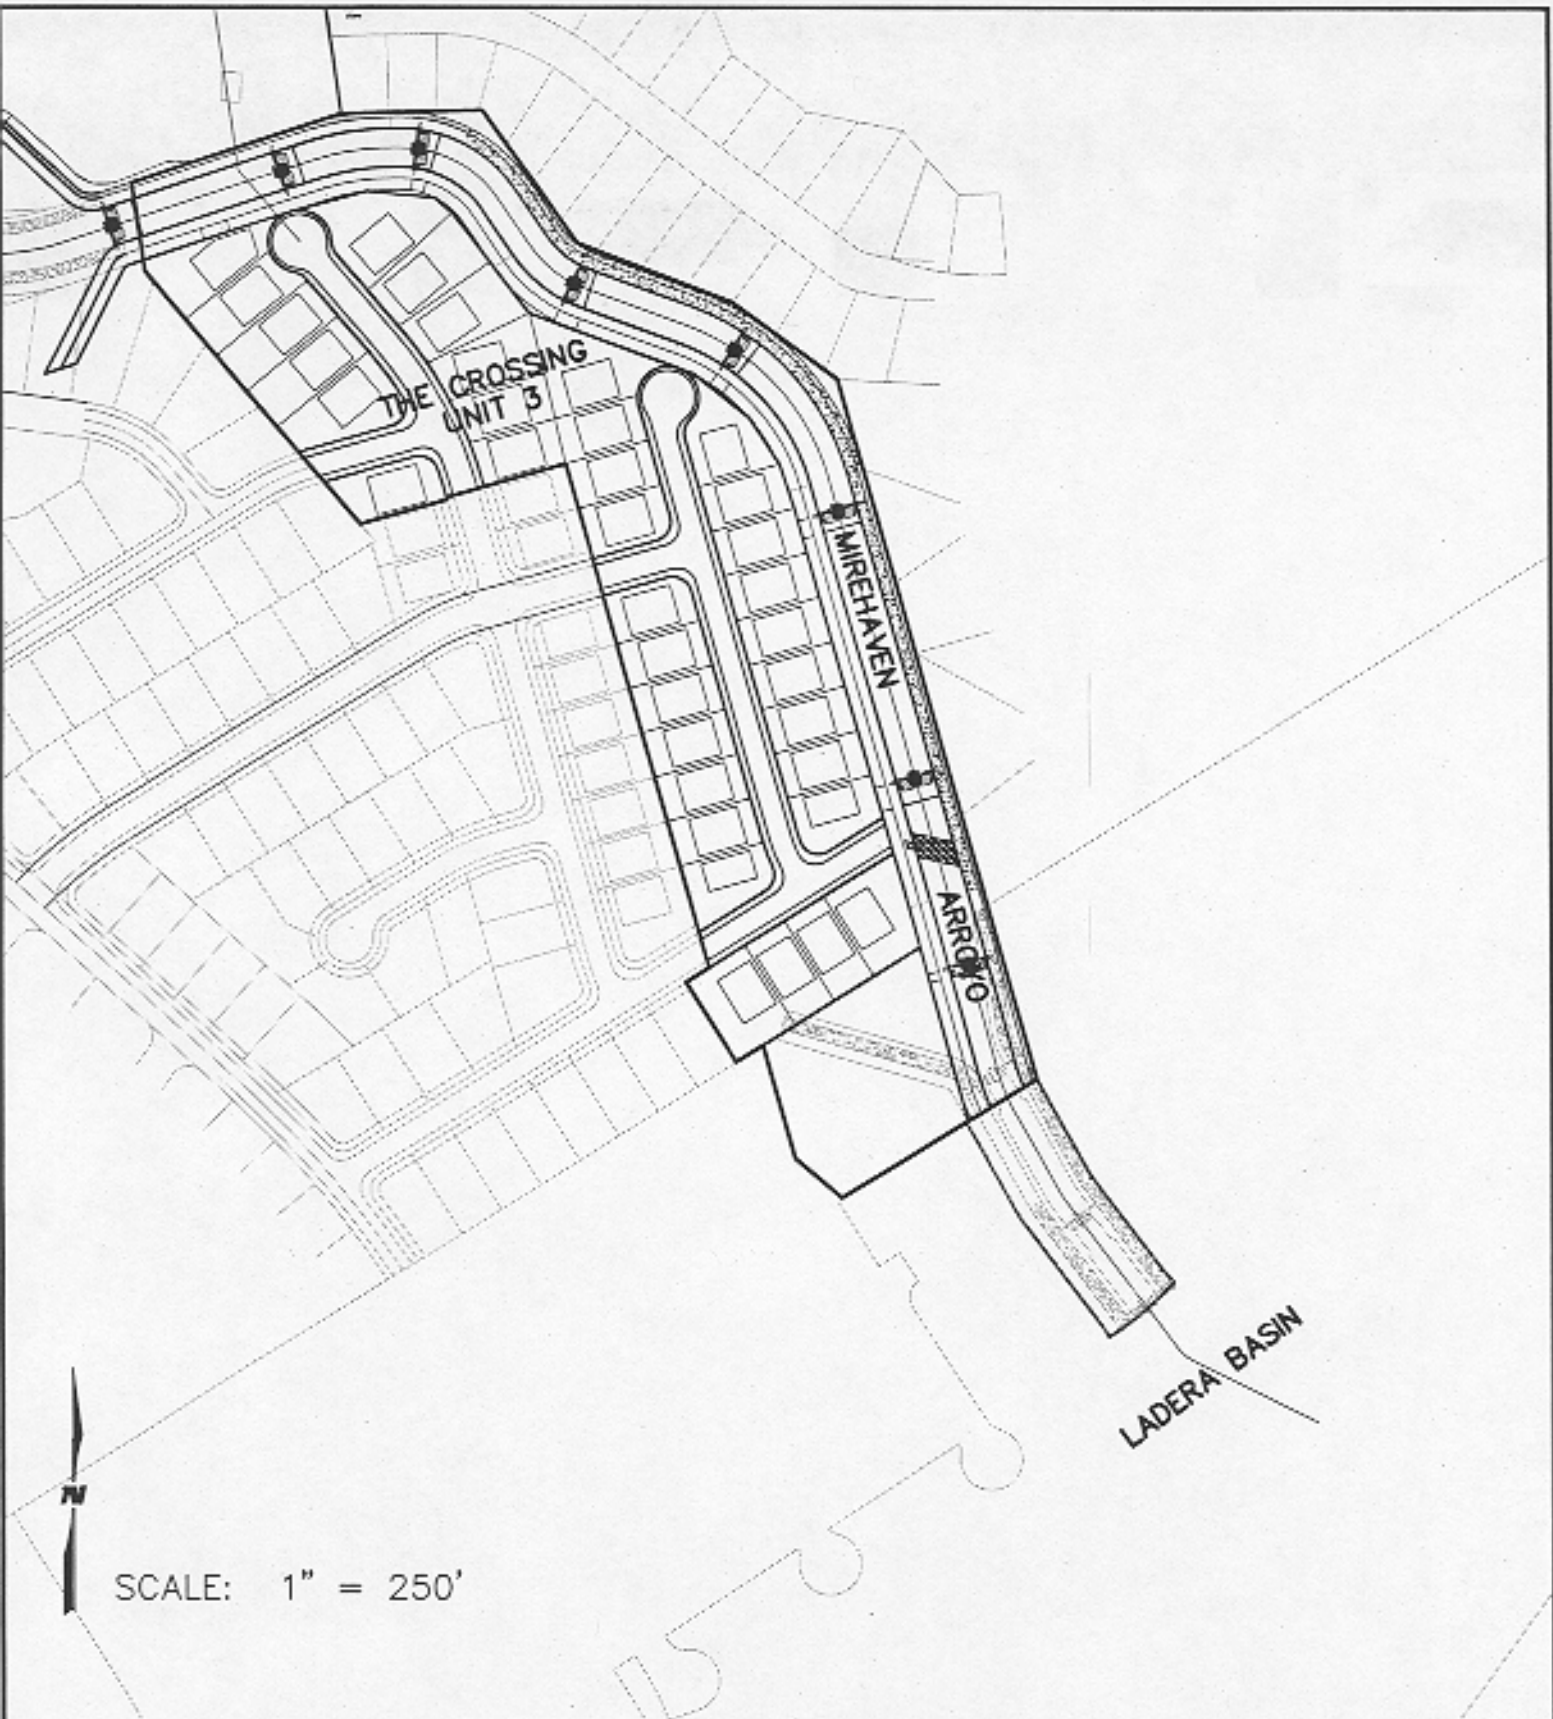 THE CROSSING
UNIT 3
MIREHAVEN
ARROYO
LADERA BASIN
N
SCALE: 1" = 250'